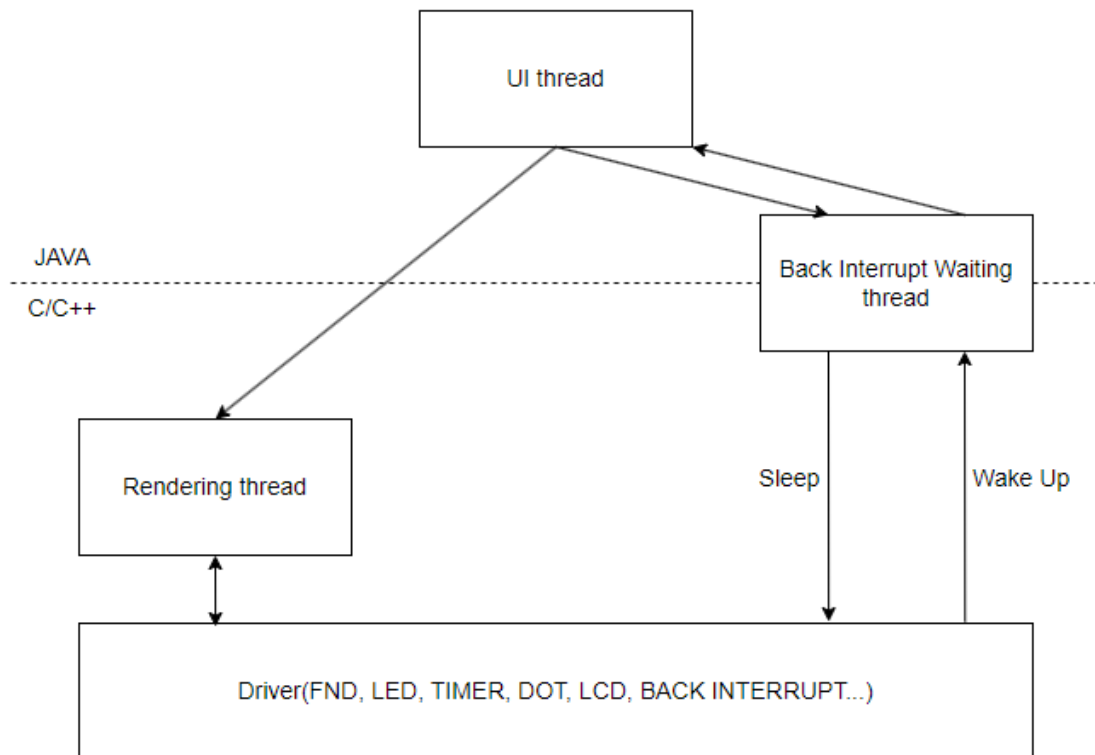 UI thread
JAVA
C/C++
Back Interrupt Waiting
thread
Rendering thread
Sleep
Wake Up
Driver(FND, LED, TIMER, DOT, LCD, BACK INTERRUPT...)